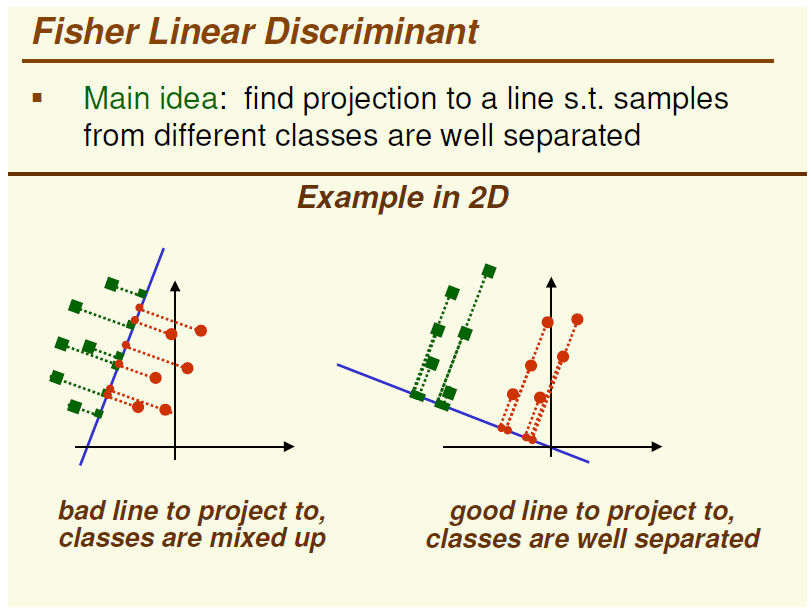 Fisher Linear Discriminant
▪ Main idea: find projection to a line s.t. samples
from different classes are well separated
Example in 2D
bad line to project to,
classes are mixed up
good line to project to,
classes are well separated